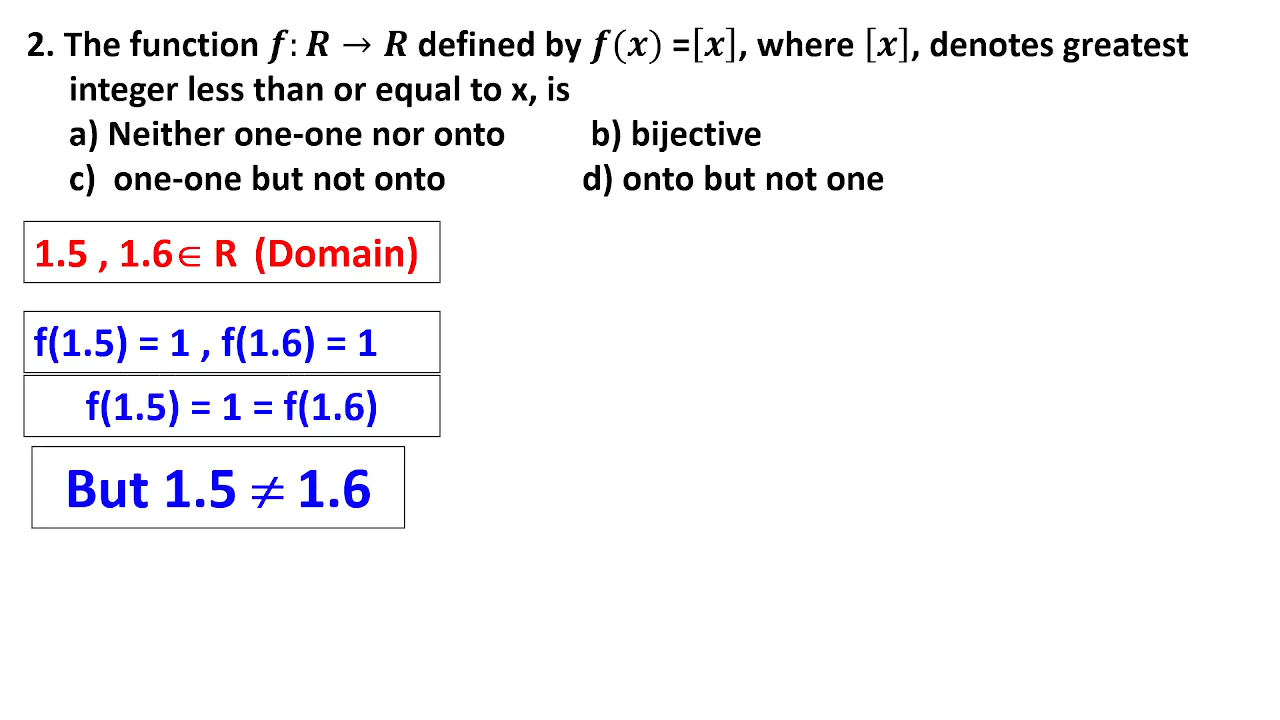 2. The function 𝒇: 𝑹 → 𝑹 defined by 𝒇(𝒙) =[𝒙], where [𝒙], denotes greatest
integer less than or equal to x, is
a) Neither one-one nor onto b) bijective
c) one-one but not onto d) onto but not one
1.5 , 1.6∈ R (Domain)
f(1.5) = 1 , f(1.6) = 1
f(1.5) = 1 = f(1.6)
But 1.5 ≠ 1.6